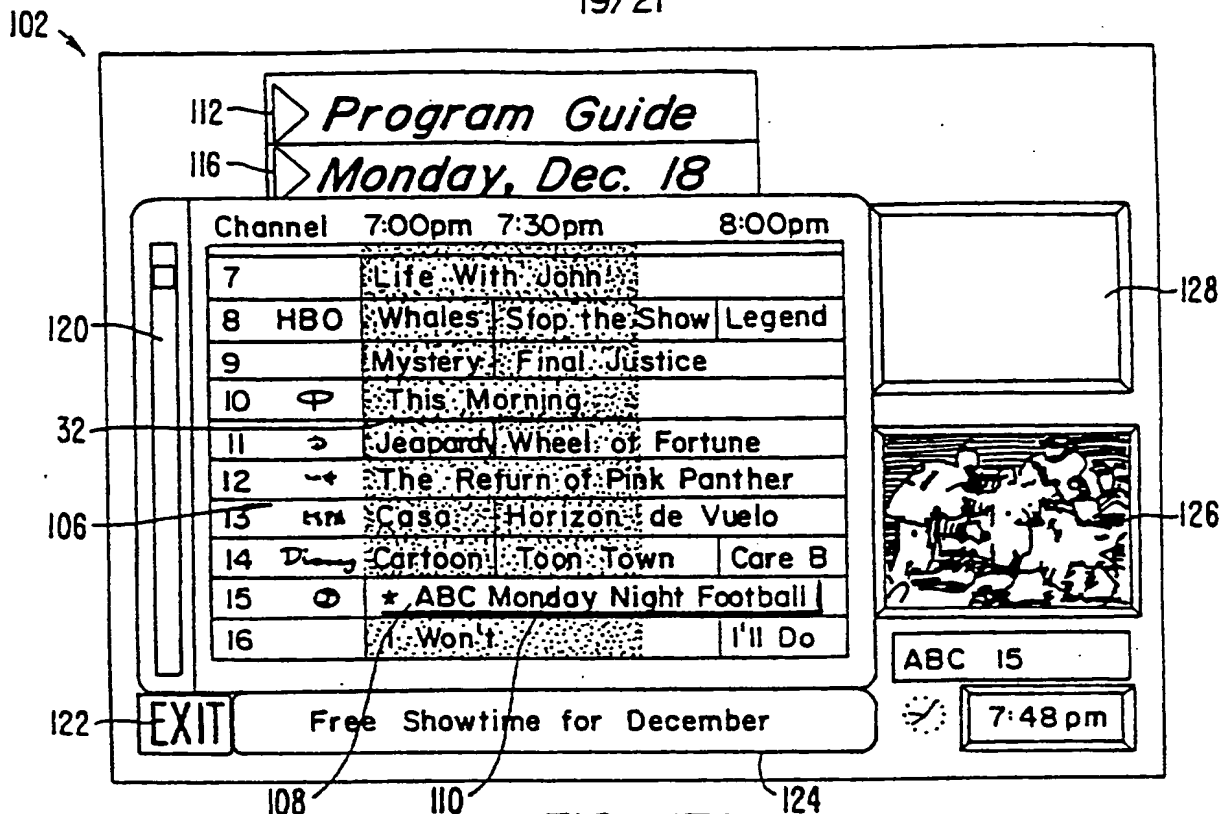 19/21
102
112 Program Guide
116 Monday, Dec. 18
Channel 7:00pm 7:30pm 8:00pm
7 Life With John
8 HBO Whales Stop the Show Legend
9 Mystery Final Justice
10 This Morning
11 Jeapardy Wheel of Fortune
12 The Return of Pink Panther
13 Casa Horizon de Vuelo
14 Disney Cartoon Toon Town Care B
15 * ABC Monday Night Football
16 I Won't I'll Do
120
32
106
128
126
ABC 15
7:48pm
122 EXIT Free Showtime for December
108 110 124